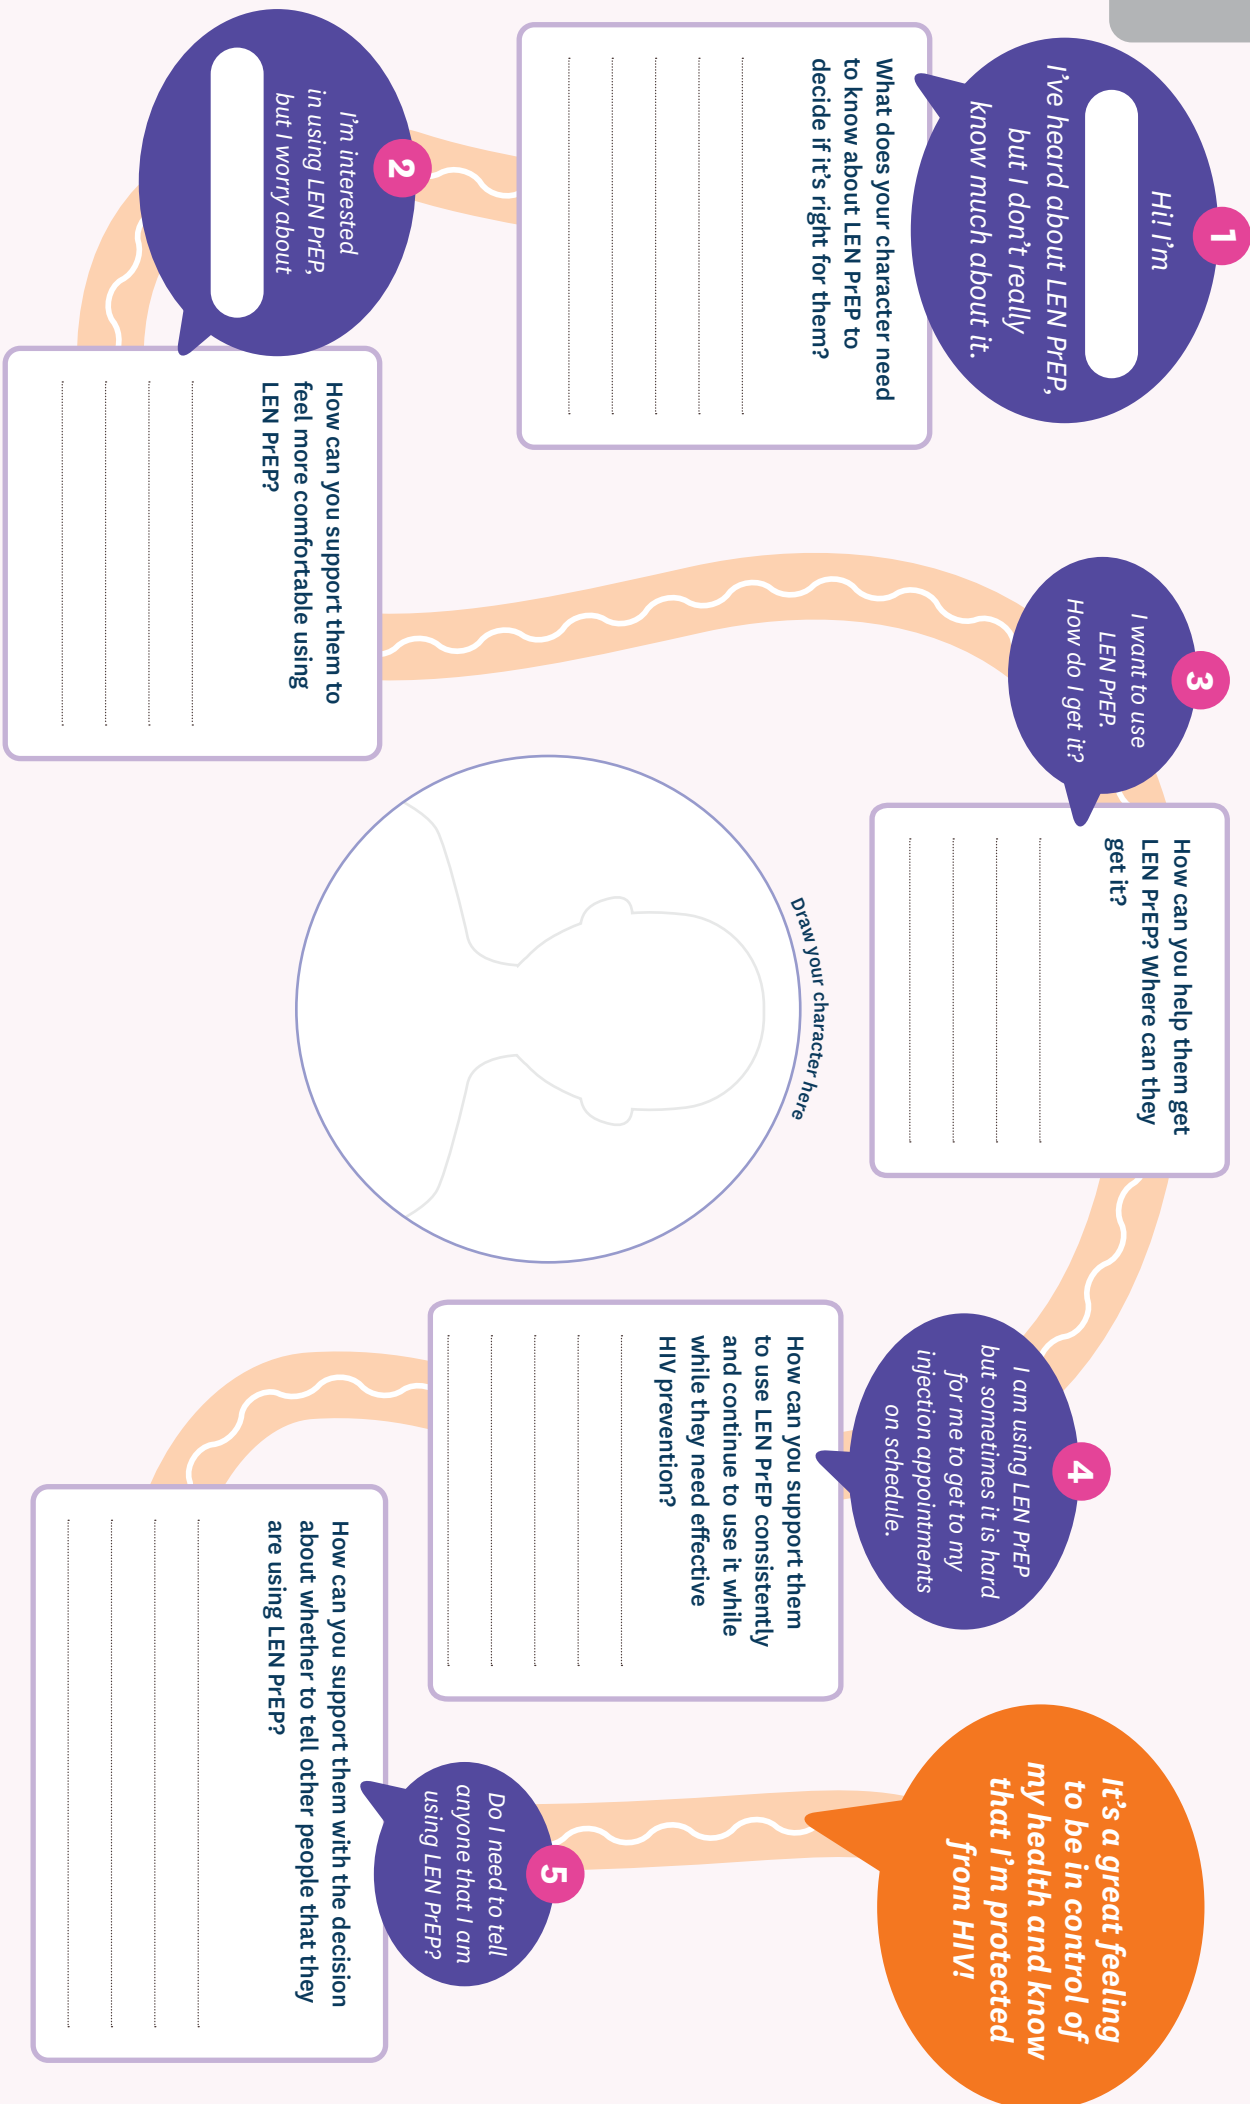 1
Hi! I’m
I’ve heard about LEN PrEP,
but I don’t really
know much about it.
What does your character need
to know about LEN PrEP to
decide if it’s right for them?
2
I’m interested
in using LEN PrEP,
but I worry about
How can you support them to
feel more comfortable using
LEN PrEP?
3
I want to use
LEN PrEP.
How do I get it?
How can you help them get
LEN PrEP? Where can they
get it?
Draw your character here
4
I am using LEN PrEP
but sometimes it is hard
for me to get to my
injection appointments
on schedule.
How can you support them
to use LEN PrEP consistently
and continue to use it while
while they need effective
HIV prevention?
5
Do I need to tell
anyone that I am
using LEN PrEP?
How can you support them with the decision
about whether to tell other people that they
are using LEN PrEP?
It’s a great feeling
to be in control of
my health and know
that I’m protected
from HIV!